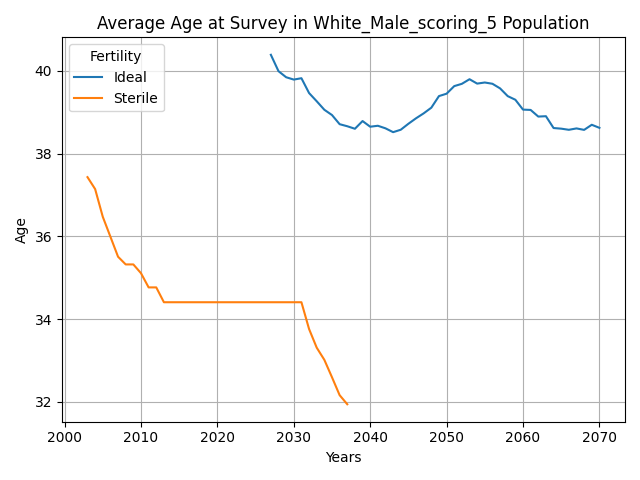 Average Age at Survey in White_Male_scoring_5 Population
Fertility
Ideal
Sterile
Age
40
38
36
34
32
2000 2010 2020 2030 2040 2050 2060 2070
Years